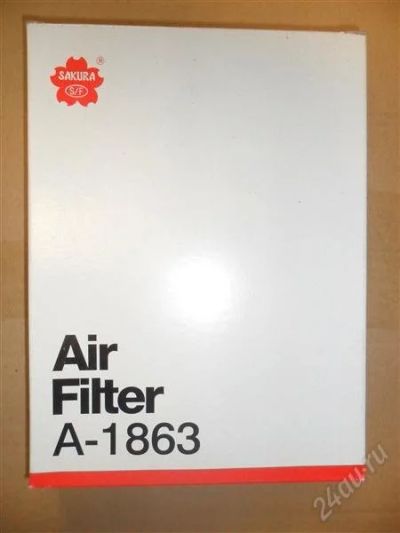 SAKURA
®
S/F
Air
Filter
A-1863
24au.ru